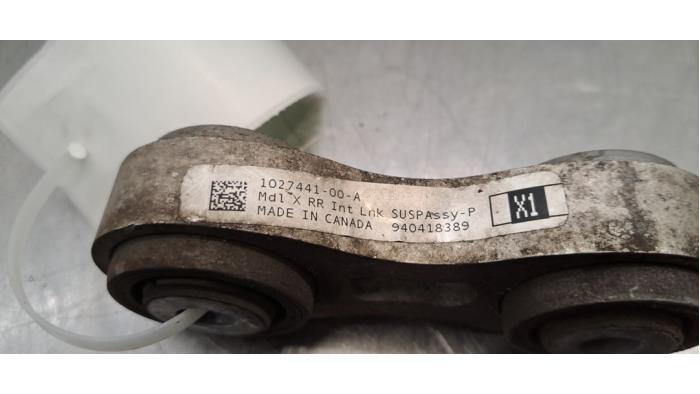 1027441-00-A
Mdl X RR Int Lnk SUSPAssy-P
MADE IN CANADA 940418389
X1